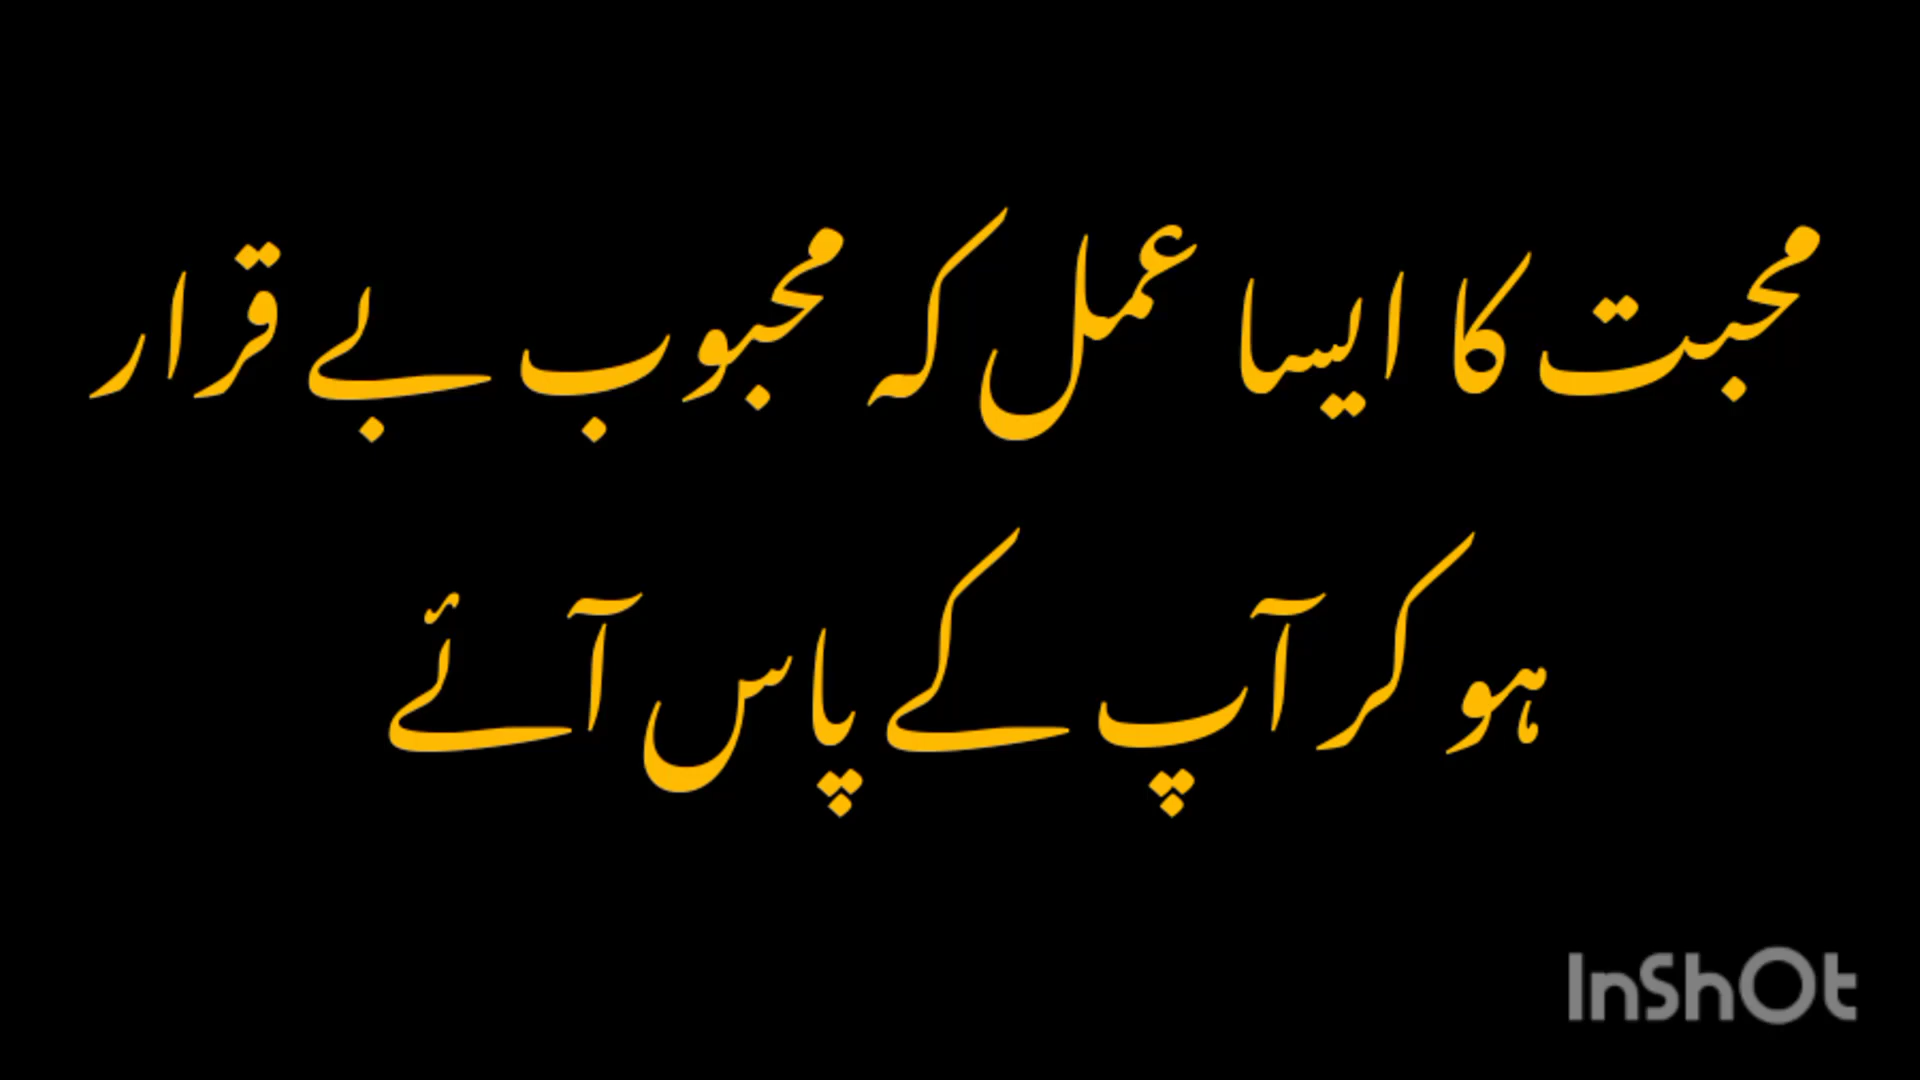 محبت کا ایسا عمل کہ محبوب بے قرار
ہو کر آپ کے پاس آئے
InShOt